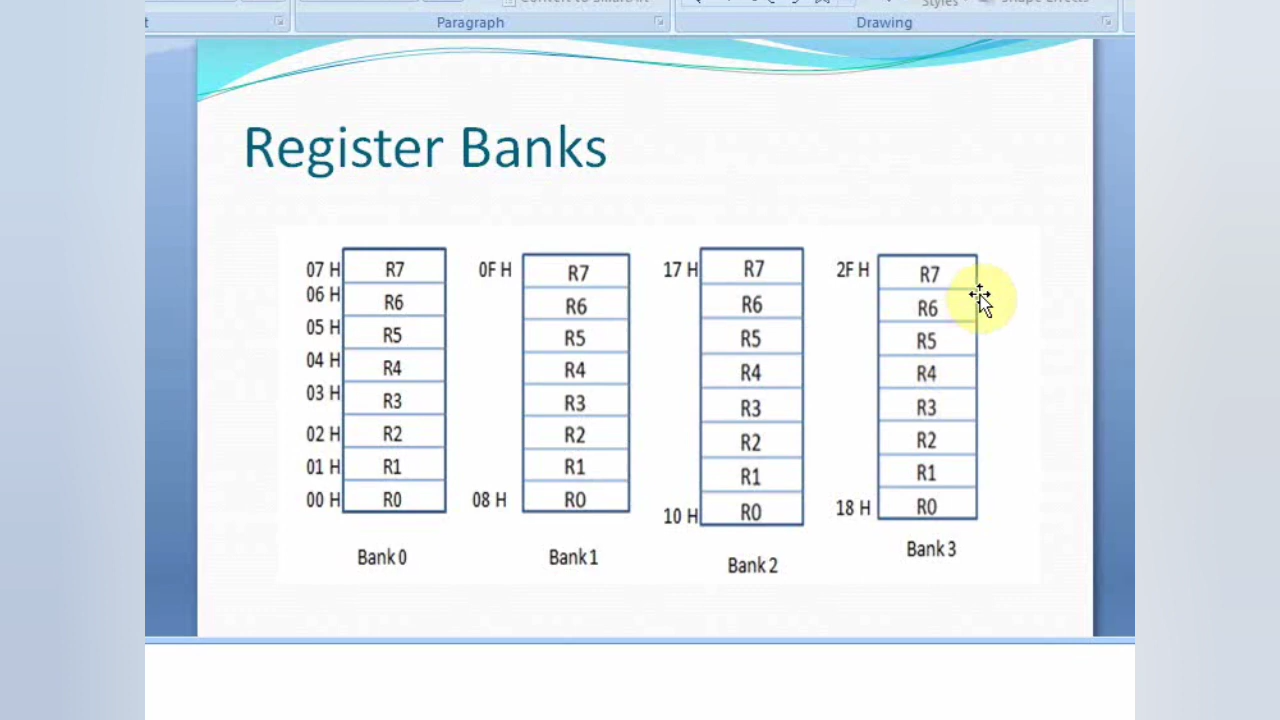 Paragraph
Drawing
Register Banks
07 H R7
06 H R6
05 H R5
04 H R4
03 H R3
02 H R2
01 H R1
00 H R0
Bank 0
0F H R7
R6
R5
R4
R3
R2
R1
08 H R0
Bank 1
17 H R7
R6
R5
R4
R3
R2
R1
10 H R0
Bank 2
2F H R7
R6
R5
R4
R3
R2
R1
18 H R0
Bank 3